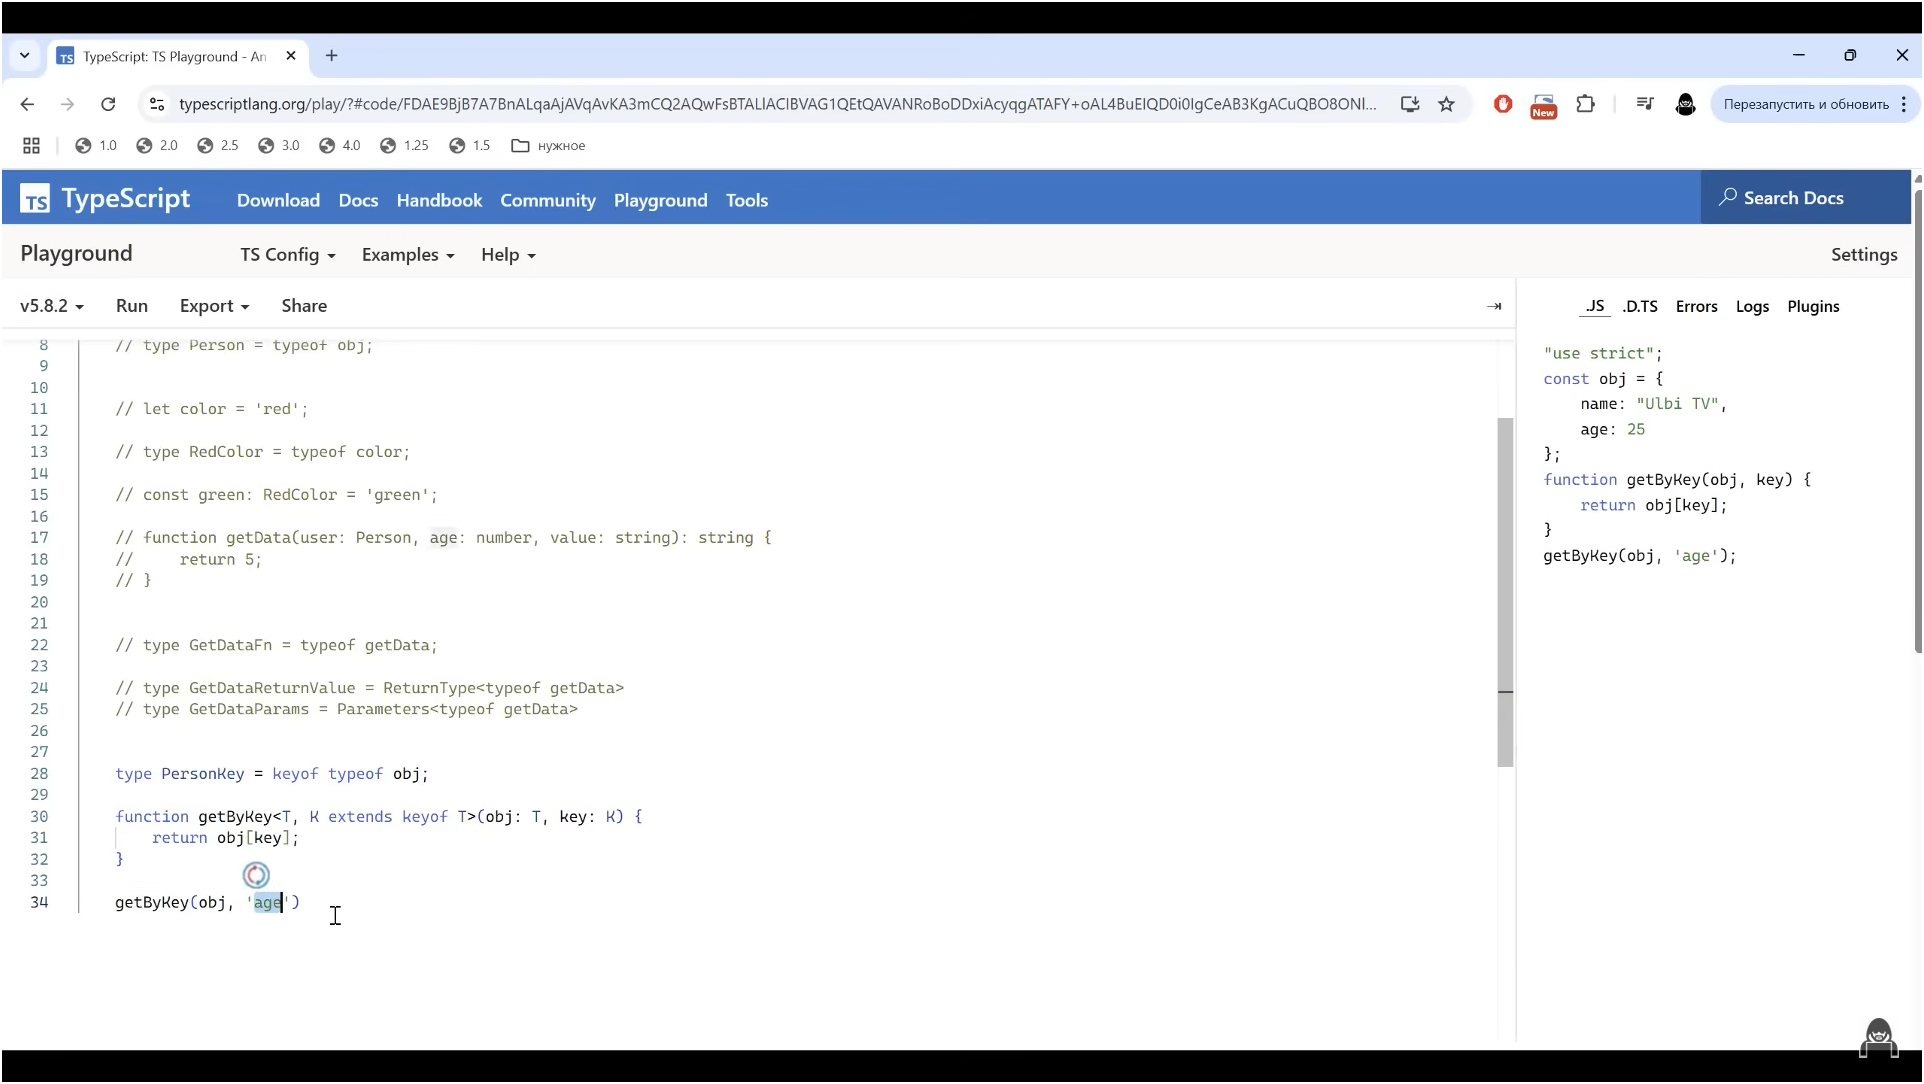 TypeScript: TS Playground - An
typescriptlang.org/play/?#code/FDAE9BjB7A7BnALqaAjAVqAvKA3mCQ2AQwFsBTALlACIBVAG1QEtQAVANRoBoDDxiAcyqgATAFY+oAL4BuEIQD0i0IgCeAB3KgACuQBO8ONl...
New
Перезапустить и обновить
1.0 2.0 2.5 3.0 4.0 1.25 1.5 нужное
TS TypeScript Download Docs Handbook Community Playground Tools Search Docs
Playground TS Config Examples Help Settings
v5.8.2 Run Export Share
8 // type Person = typeof obj;
9
10
11 // let color = 'red';
12
13 // type RedColor = typeof color;
14
15 // const green: RedColor = 'green';
16
17 // function getData(user: Person, age: number, value: string): string {
18 // return 5;
19 // }
20
21
22 // type GetDataFn = typeof getData;
23
24 // type GetDataReturnValue = ReturnType<typeof getData>
25 // type GetDataParams = Parameters<typeof getData>
26
27
28 type PersonKey = keyof typeof obj;
29
30 function getByKey<T, K extends keyof T>(obj: T, key: K) {
31 return obj[key];
32 }
33
34 getByKey(obj, 'age')
.JS .D.TS Errors Logs Plugins
"use strict";
const obj = {
name: "Ulbi TV",
age: 25
};
function getByKey(obj, key) {
return obj[key];
}
getByKey(obj, 'age');